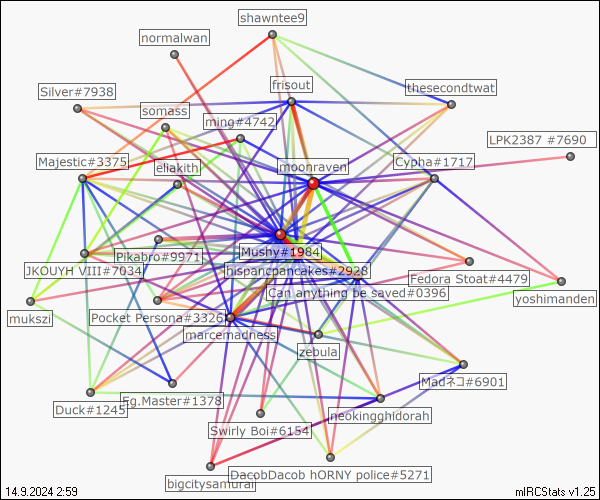 shawntee9
normalwan
frisout
thesecondtwat
Silver#7938
somass
ming#4742
LPK2387 #7690
Majestic#3375
eliakith
moonraven
Cypha#1717
Mushy#1984
Pikabro#9971
JKOUYH VIII#7034
hispancpancakes#2928
Fedora Stoat#4479
Can anything be saved#0396
yoshimanden
mukszi
Pocket Persona#3326
marcemadness
zebula
Madネコ#6901
Eg.Master#1378
Duck#1245
neokingghidorah
Swirly Boi#6154
DacobDacob hORNY police#5271
bigcitysamurai
14.9.2024 2:59
mIRCStats v1.25